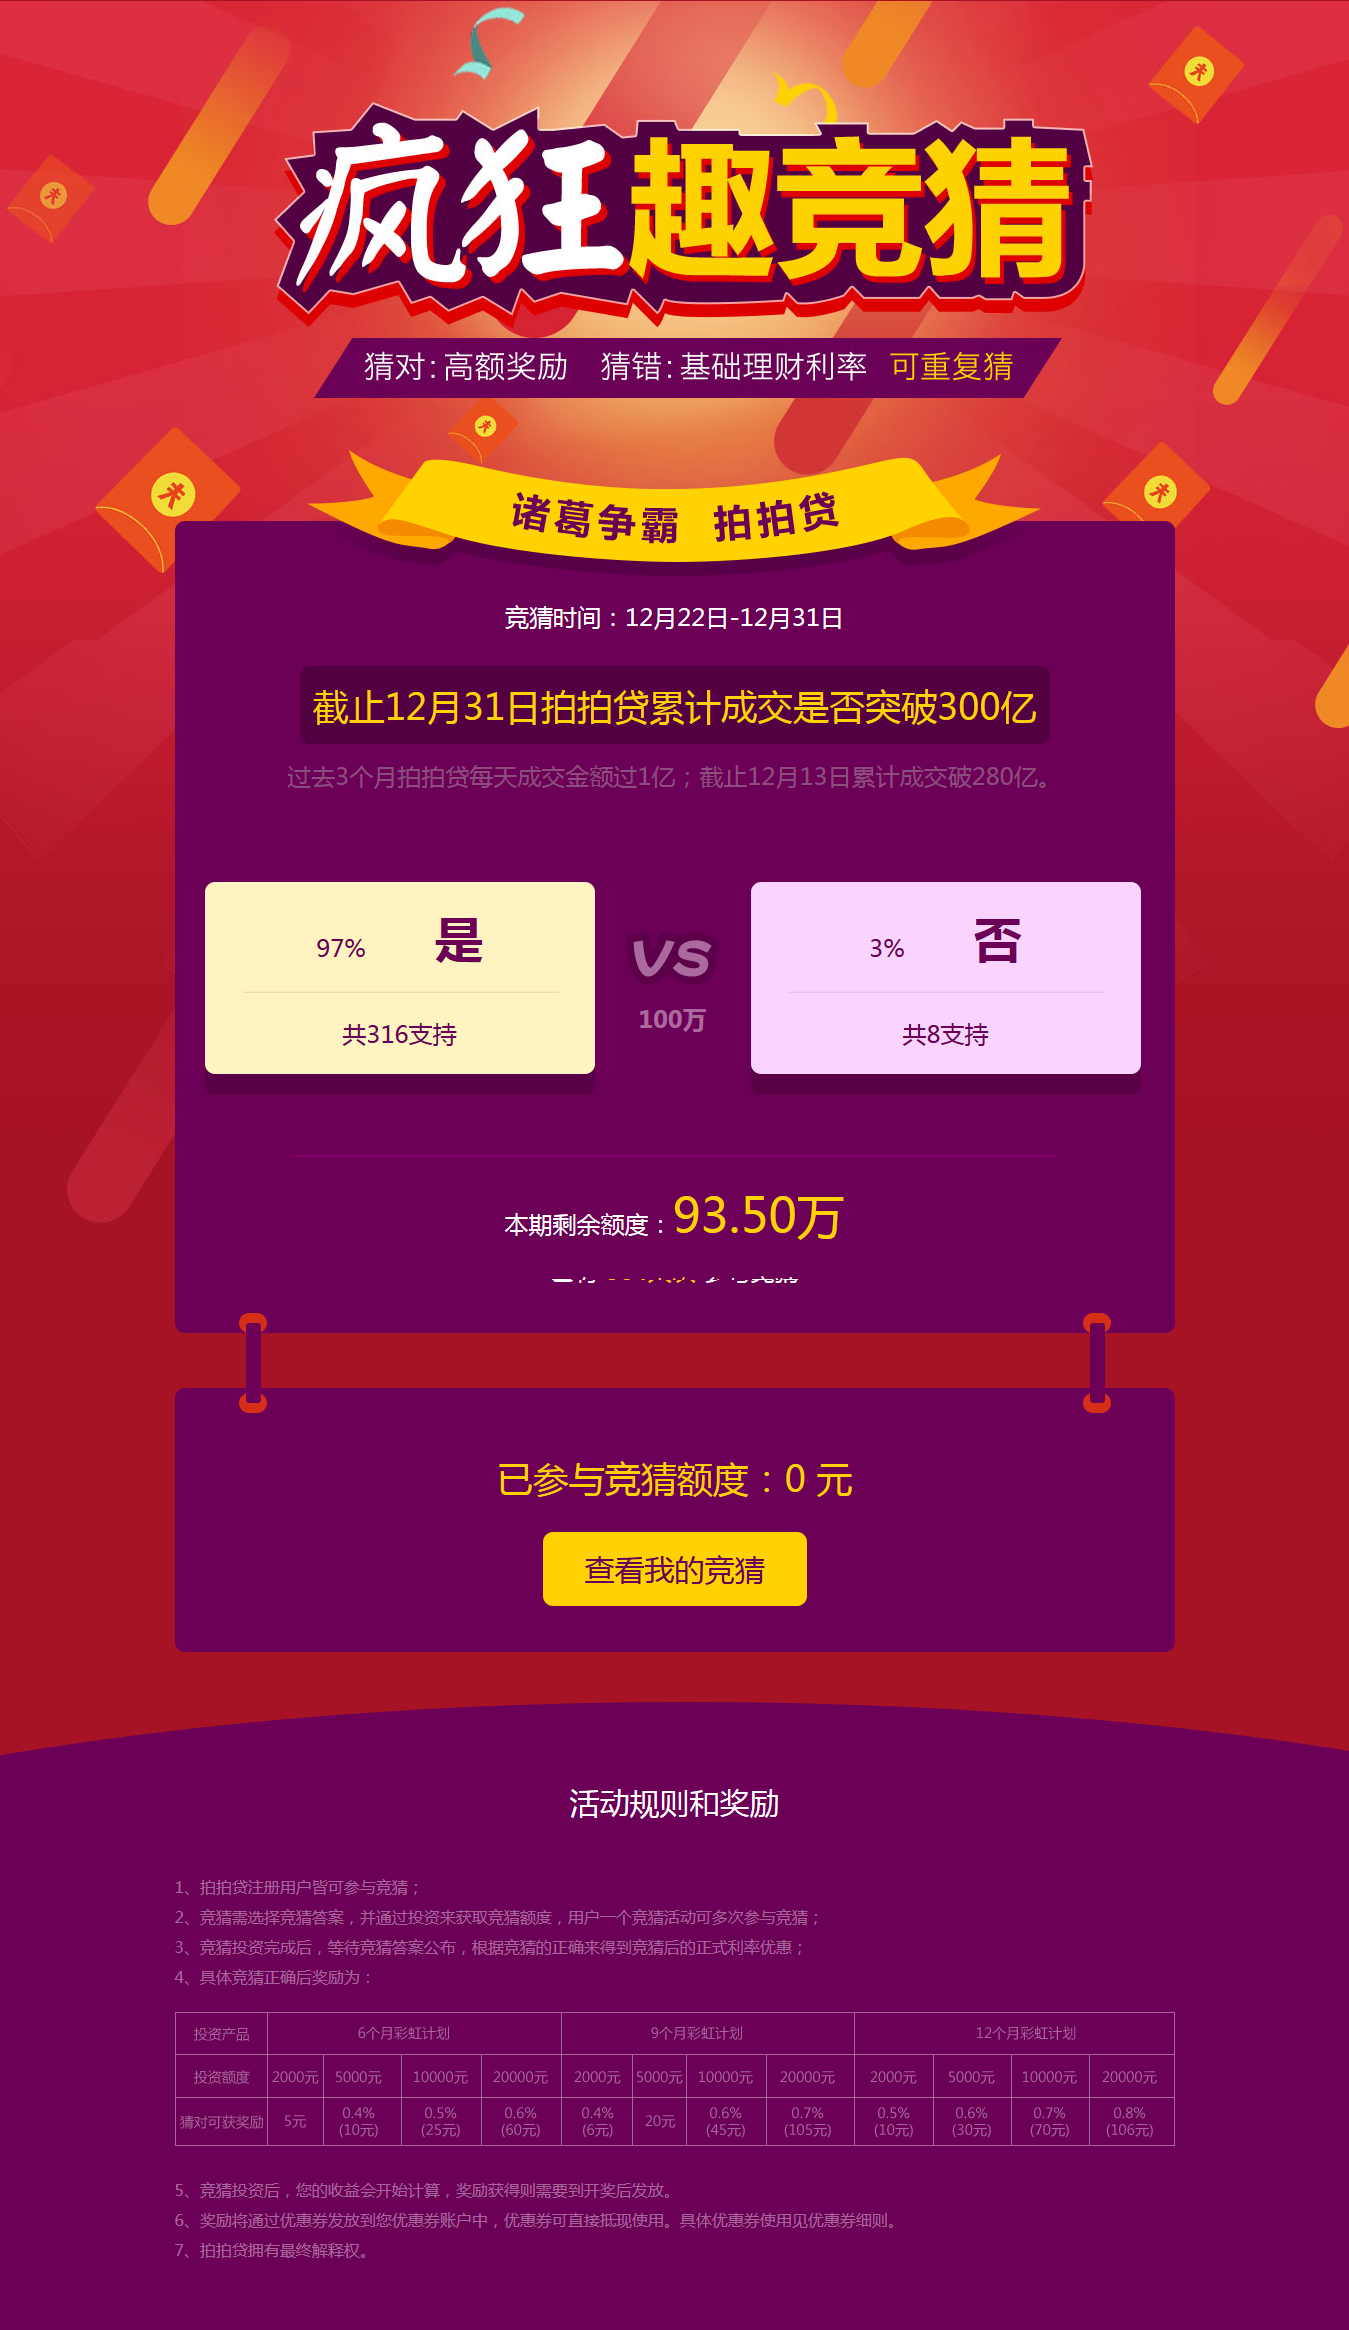 疯狂趣竞猜
猜对:高额奖励 猜错:基础理财利率 可重复猜
诸葛争霸 拍拍贷
竞猜时间：12月22日-12月31日
截止12月31日拍拍贷累计成交是否突破300亿
过去3个月拍拍贷每天成交金额过1亿；截止12月13日累计成交破280亿。
97% 是
共316支持
VS
100万
3% 否
共8支持
本期剩余额度：93.50万
已参与竞猜额度：0 元
查看我的竞猜
活动规则和奖励
1、拍拍贷注册用户皆可参与竞猜；
2、竞猜需选择竞猜答案，并通过投资来获取竞猜额度，用户一个竞猜活动可多次参与竞猜；
3、竞猜投资完成后，等待竞猜答案公布，根据竞猜的正确来得到竞猜后的正式利率优惠；
4、具体竞猜正确后奖励为：
投资产品 6个月彩虹计划 9个月彩虹计划 12个月彩虹计划
投资额度 2000元 5000元 10000元 20000元 2000元 5000元 10000元 20000元 2000元 5000元 10000元 20000元
猜对可获奖励 5元 0.4% 0.5% 0.6% 0.4% 20元 0.6% 0.7% 0.5% 0.6% 0.7% 0.8%
(10元) (25元) (60元) (6元) (45元) (105元) (10元) (30元) (70元) (106元)
5、竞猜投资后，您的收益会开始计算，奖励获得则需要到开奖后发放。
6、奖励将通过优惠券发放到您优惠券账户中，优惠券可直接抵现使用。具体优惠券使用见优惠券细则。
7、拍拍贷拥有最终解释权。